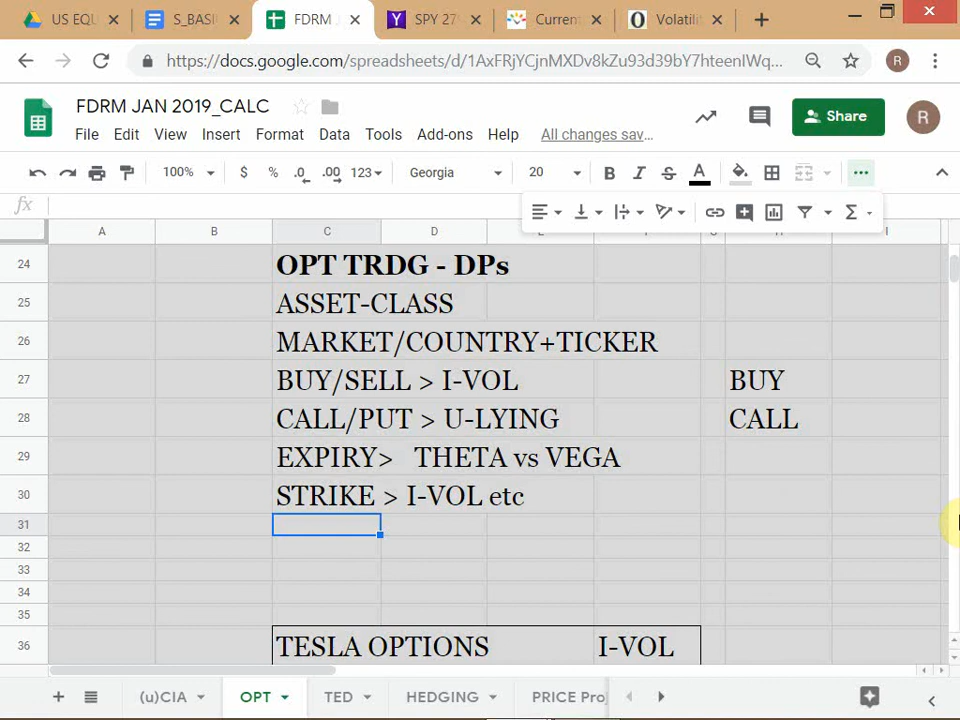 US EQU
S_BASI
FDRM J
SPY 27
Current
Volatili
https://docs.google.com/spreadsheets/d/1AxFRjYCjnMXDv8kZu93d39bY7hteenIWq...
R
FDRM JAN 2019_CALC
Share
R
File Edit View Insert Format Data Tools Add-ons Help All changes sav...
100% $ % .0 .00 123 Georgia 20 B I S A
fx
A B C D H I
24 OPT TRDG - DPs
25 ASSET-CLASS
26 MARKET/COUNTRY+TICKER
27 BUY/SELL > I-VOL BUY
28 CALL/PUT > U-LYING CALL
29 EXPIRY> THETA vs VEGA
30 STRIKE > I-VOL etc
31
32
33
34
35
36 TESLA OPTIONS I-VOL
(u)CIA OPT TED HEDGING PRICE Pro